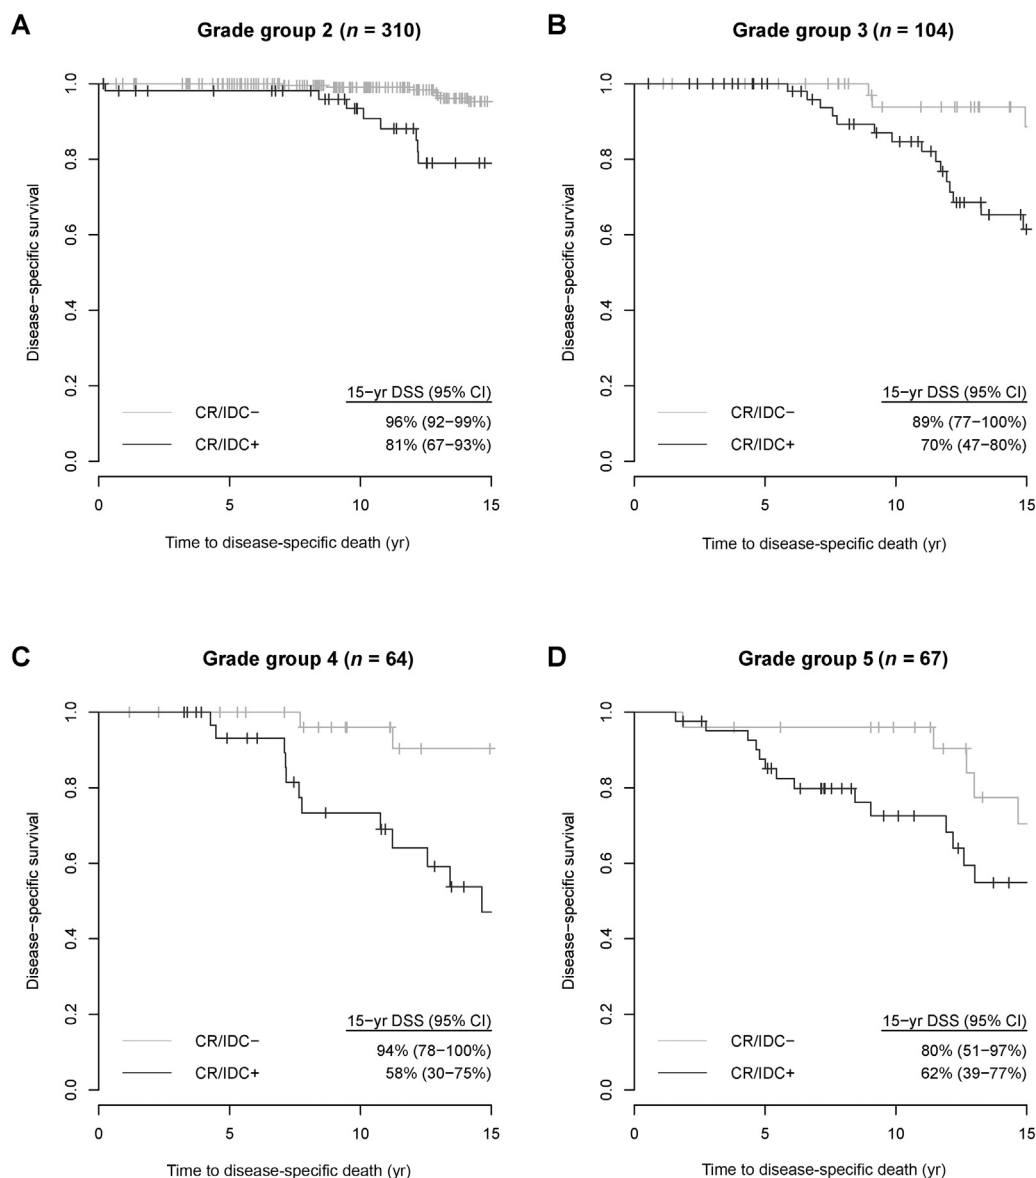 A
Grade group 2 (n = 310)
Disease−specific survival
1.0
0.8
0.6
0.4
0.2
0.0
15−yr DSS (95% CI)
CR/IDC− 96% (92−99%)
CR/IDC+ 81% (67−93%)
0 5 10 15
Time to disease-specific death (yr)
B
Grade group 3 (n = 104)
Disease−specific survival
1.0
0.8
0.6
0.4
0.2
0.0
15−yr DSS (95% CI)
CR/IDC− 89% (77−100%)
CR/IDC+ 70% (47−80%)
0 5 10 15
Time to disease-specific death (yr)
C
Grade group 4 (n = 64)
Disease−specific survival
1.0
0.8
0.6
0.4
0.2
0.0
15−yr DSS (95% CI)
CR/IDC− 94% (78−100%)
CR/IDC+ 58% (30−75%)
0 5 10 15
Time to disease-specific death (yr)
D
Grade group 5 (n = 67)
Disease−specific survival
1.0
0.8
0.6
0.4
0.2
0.0
15−yr DSS (95% CI)
CR/IDC− 80% (51−97%)
CR/IDC+ 62% (39−77%)
0 5 10 15
Time to disease-specific death (yr)